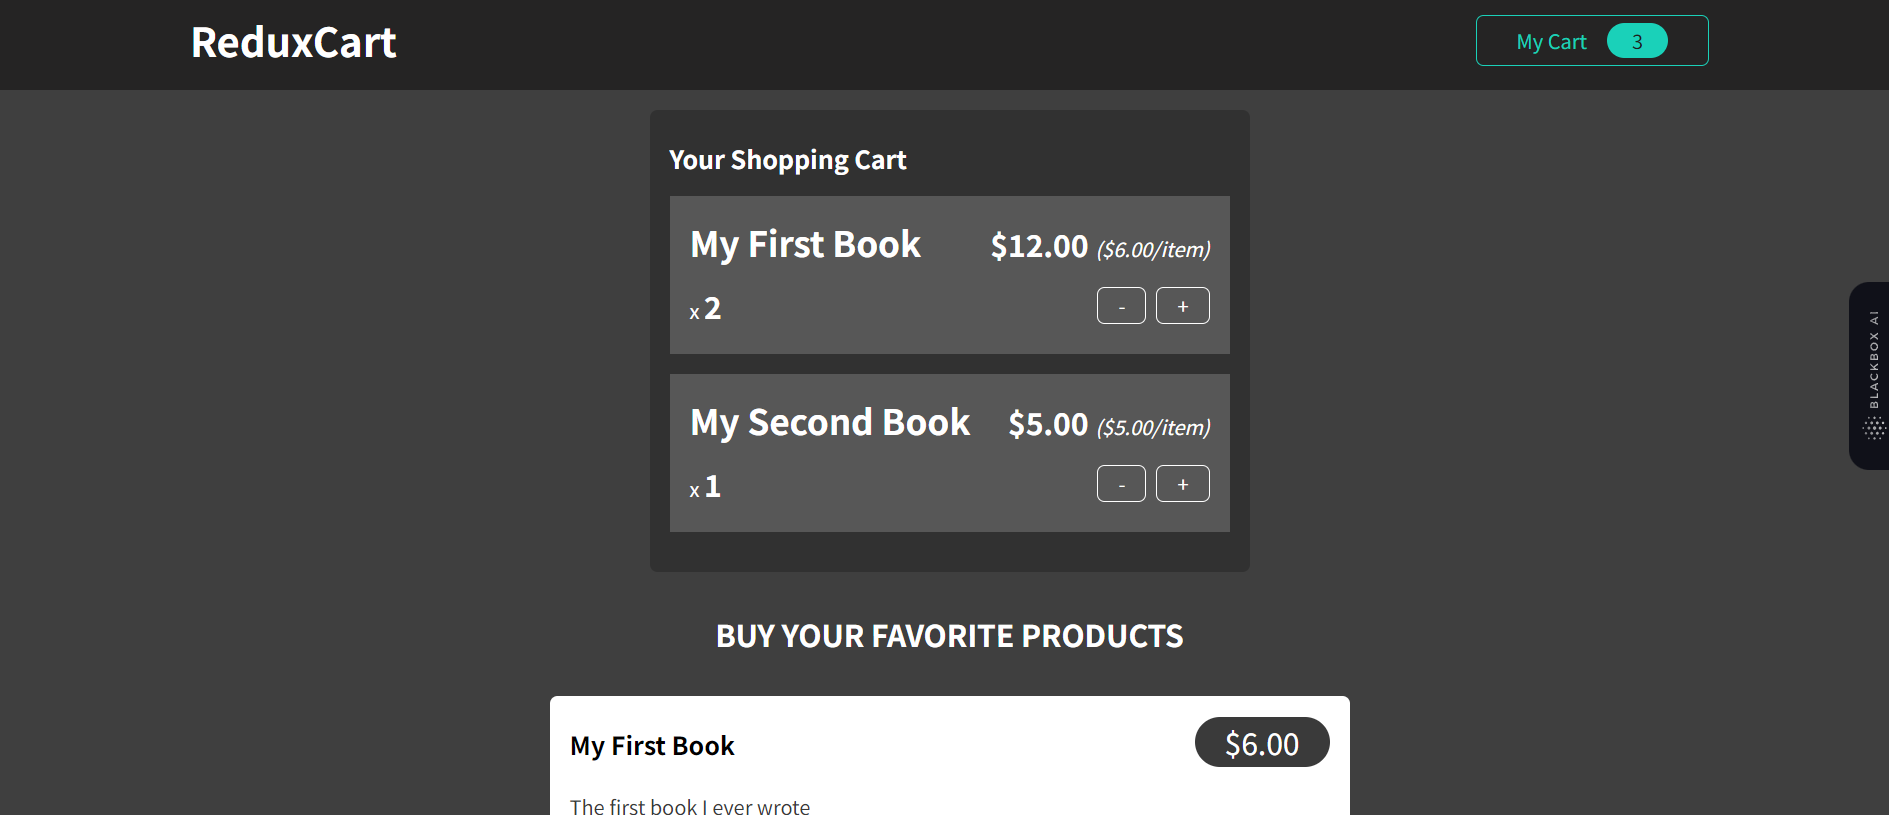 ReduxCart
My Cart 3
Your Shopping Cart
My First Book $12.00 ($6.00/item)
x 2 - +
My Second Book $5.00 ($5.00/item)
x 1 - +
BLACKBOX AI
BUY YOUR FAVORITE PRODUCTS
My First Book $6.00
The first book I ever wrote